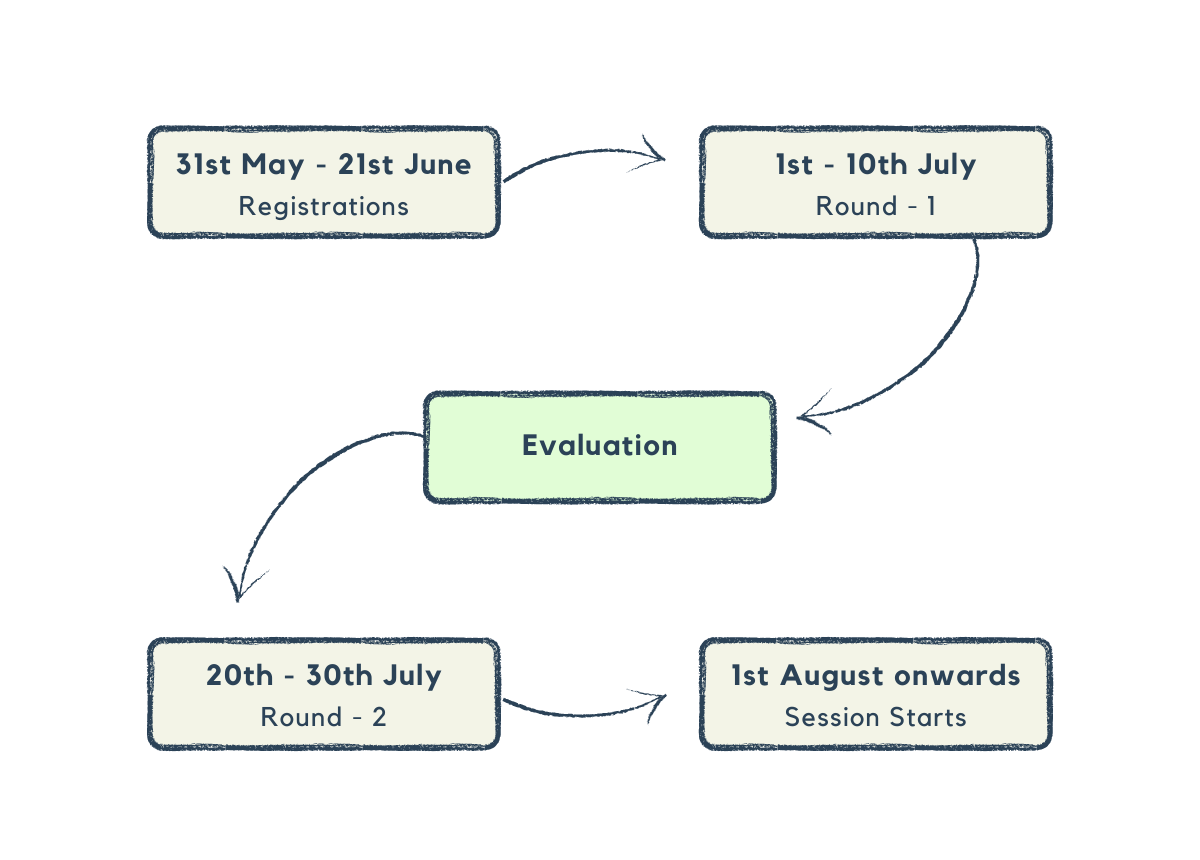 31st May - 21st June
Registrations
1st - 10th July
Round - 1
Evaluation
20th - 30th July
Round - 2
1st August onwards
Session Starts